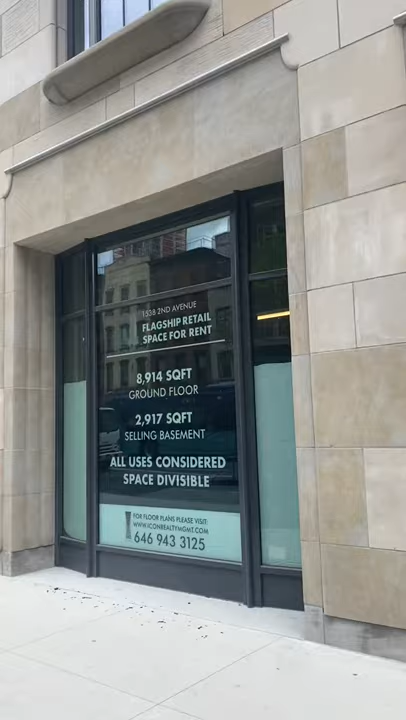 1538 2ND AVENUE
FLAGSHIP RETAIL
SPACE FOR RENT
8,914 SQFT
GROUND FLOOR
2,917 SQFT
SELLING BASEMENT
ALL USES CONSIDERED
SPACE DIVISIBLE
FOR FLOOR PLANS PLEASE VISIT:
WWW.ICONREALTYMGMT.COM
646 943 3125